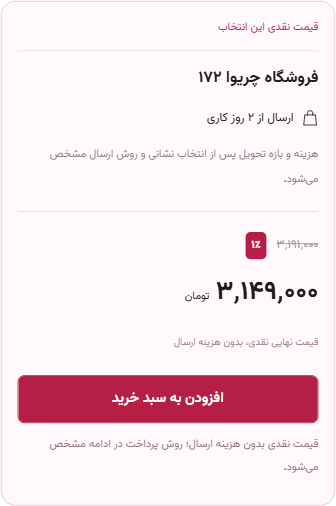 قیمت نقدی این انتخاب
فروشگاه چریوا ۱۷۲
ارسال از ۲ روز کاری
هزینه و بازه تحویل پس از انتخاب نشانی و روش ارسال مشخص
می‌شود.
۳,۱۹۱,۰۰۰ ۱٪
۳,۱۴۹,۰۰۰ تومان
قیمت نهایی نقدی، بدون هزینه ارسال
افزودن به سبد خرید
قیمت نقدی بدون هزینه ارسال؛ روش پرداخت در ادامه مشخص
می‌شود.